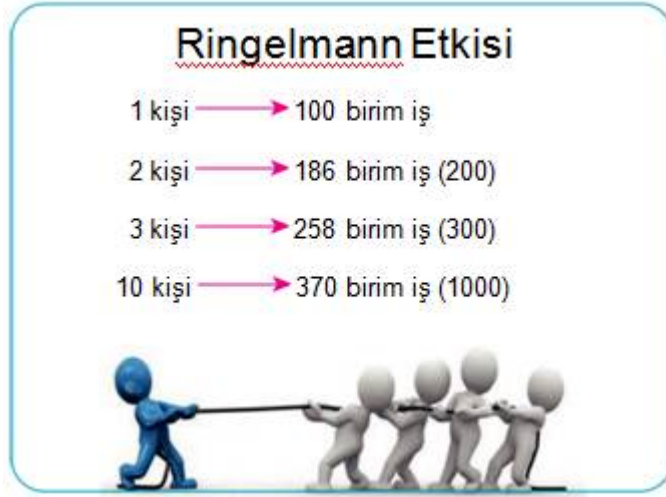 Ringelmann Etkisi
1 kişi 100 birim iş
2 kişi 186 birim iş (200)
3 kişi 258 birim iş (300)
10 kişi 370 birim iş (1000)